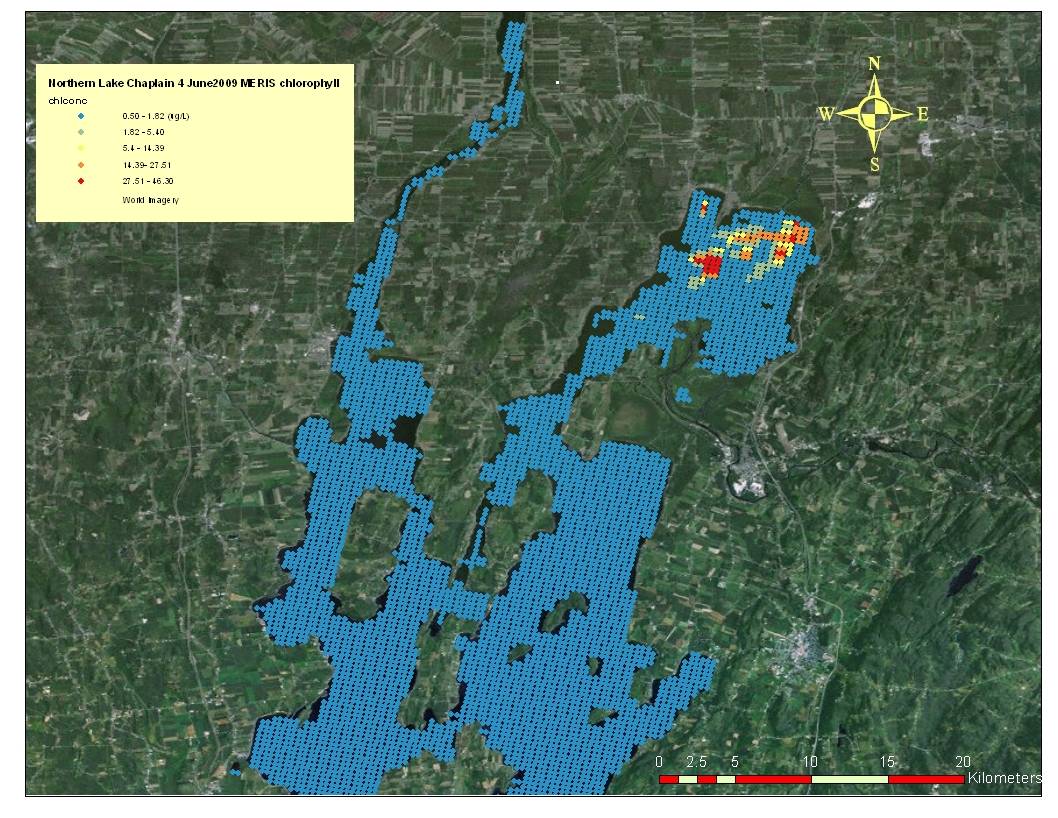 Northern Lake Chaplain 4 June2009 MERIS chlorophyll
chlconc
0.50 - 1.82 (ug/L)
1.82 - 5.40
5.4 - 14.39
14.39- 27.51
27.51 - 46.30
World Imagery
N
W E
S
0 2.5 5 10 15 20
Kilometers